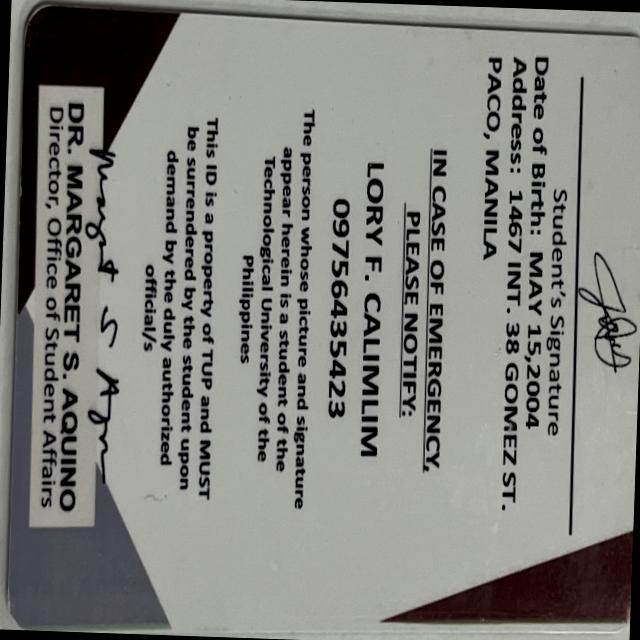 Student's Signature
Date of Birth: MAY 15,2004
Address: 1467 INT. 38 GOMEZ ST.
PACO, MANILA
IN CASE OF EMERGENCY,
PLEASE NOTIFY:
LORY F. CALIMLIM
09756435423
The person whose picture and signature
appear herein is a student of the
Technological University of the
Philippines
This ID is a property of TUP and MUST
be surrendered by the student upon
demand by the duly authorized
official/s
DR. MARGARET S. AQUINO
Director, Office of Student Affairs